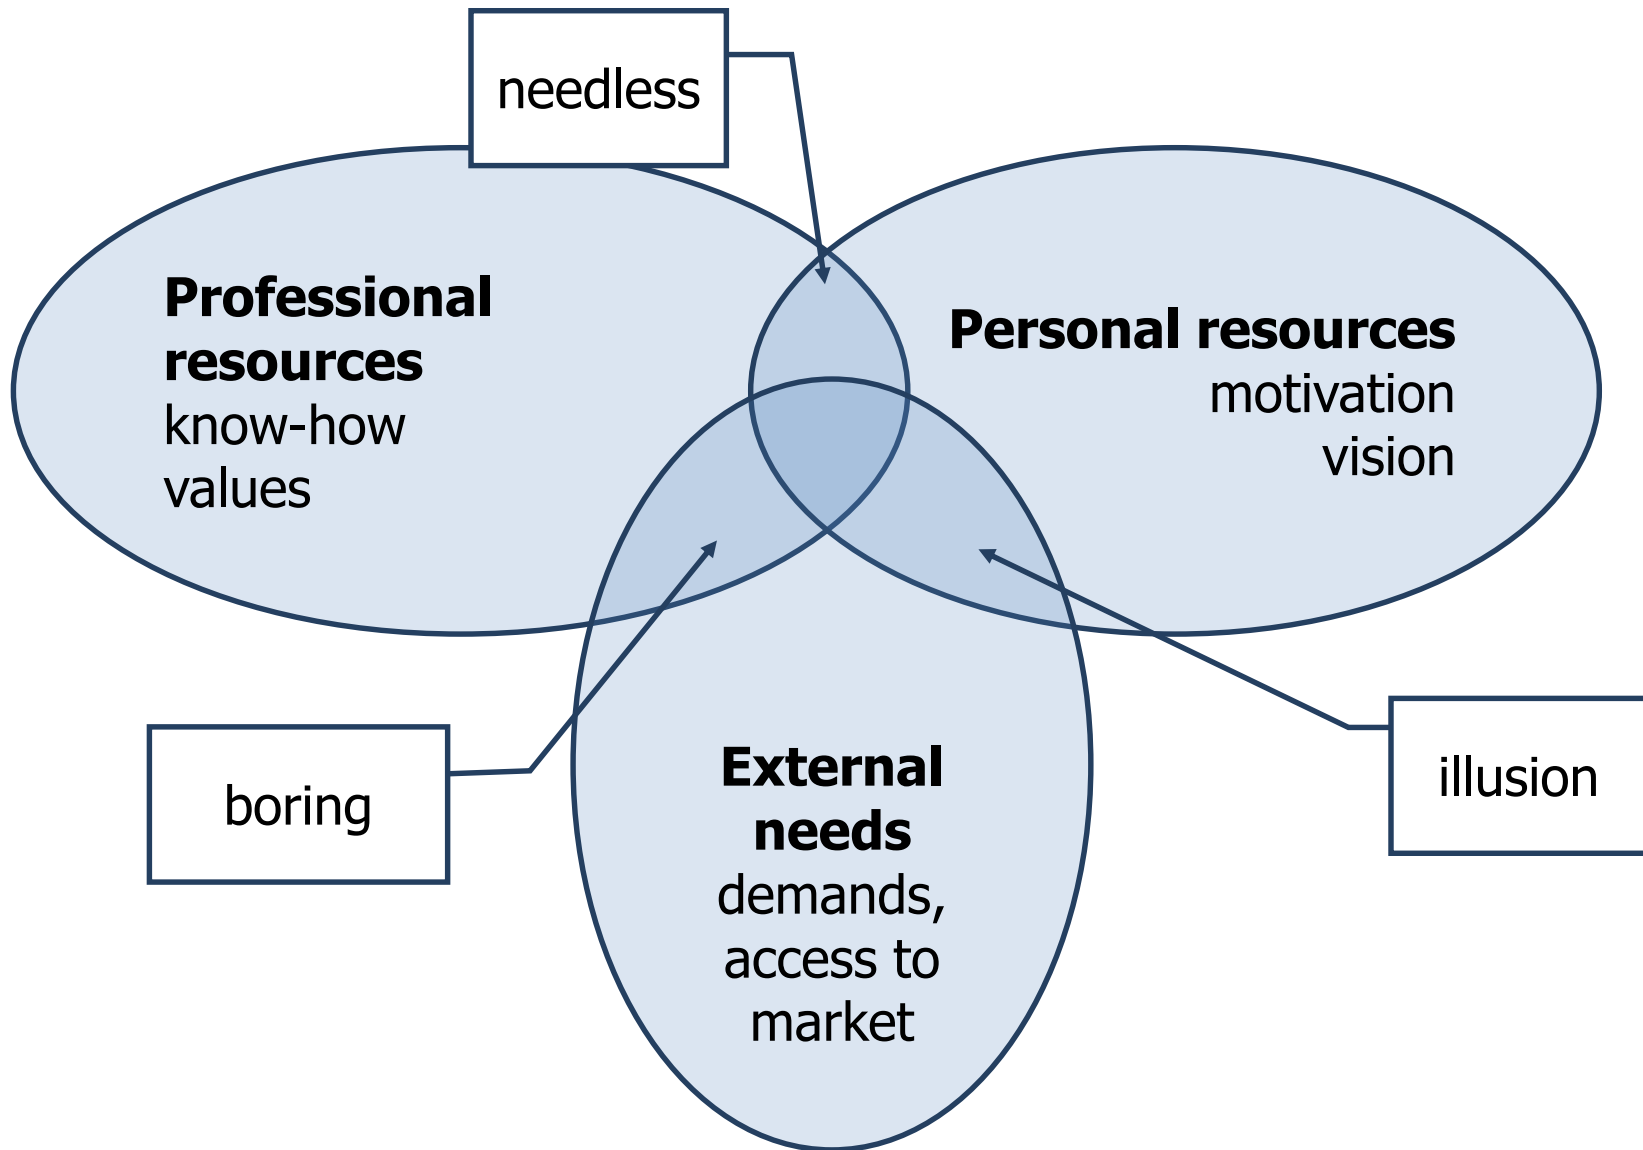 needless
Professional
resources
know-how
values
Personal resources
motivation
vision
boring
External
needs
demands,
access to
market
illusion